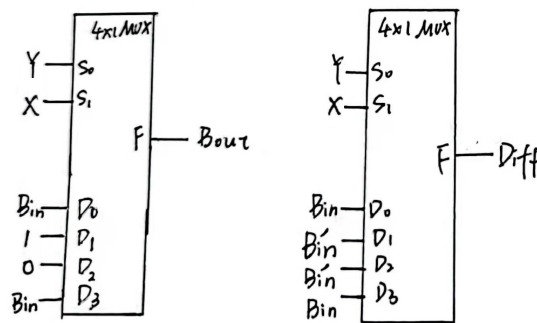 4x1 MUX
Y S₀
X S₁
F Bout
Bin D₀
1 D₁
0 D₂
Bin D₃
4x1 MUX
Y S₀
X S₁
F Diff
Bin D₀
Bin' D₁
Bin' D₂
Bin D₃